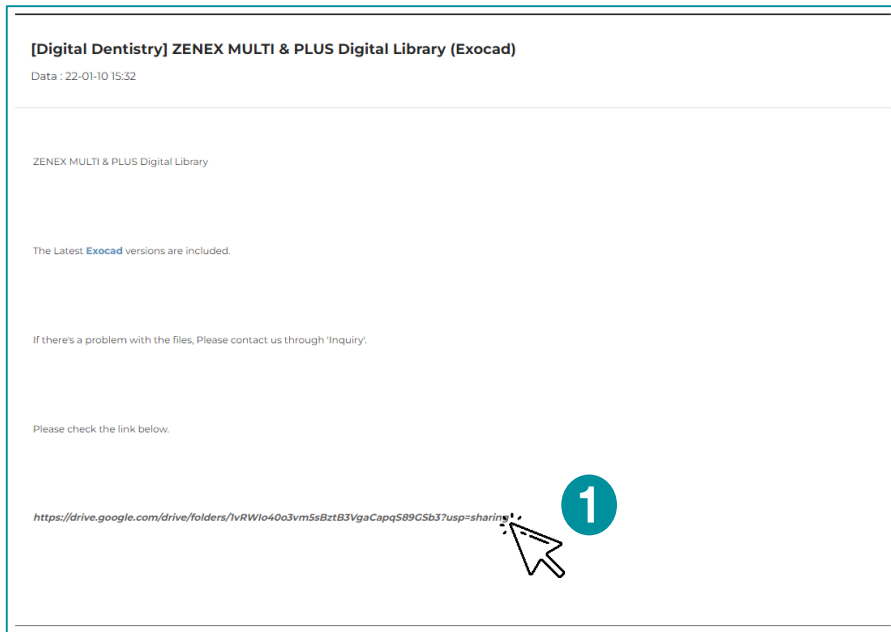 [Digital Dentistry] ZENEX MULTI & PLUS Digital Library (Exocad)
Data : 22-01-10 15:32
ZENEX MULTI & PLUS Digital Library
The Latest Exocad versions are included.
If there's a problem with the files, Please contact us through 'Inquiry'.
Please check the link below.
https://drive.google.com/drive/folders/1vRWIo40o3vm5sBztB3VgaCapqS89GSb3?usp=sharing
1